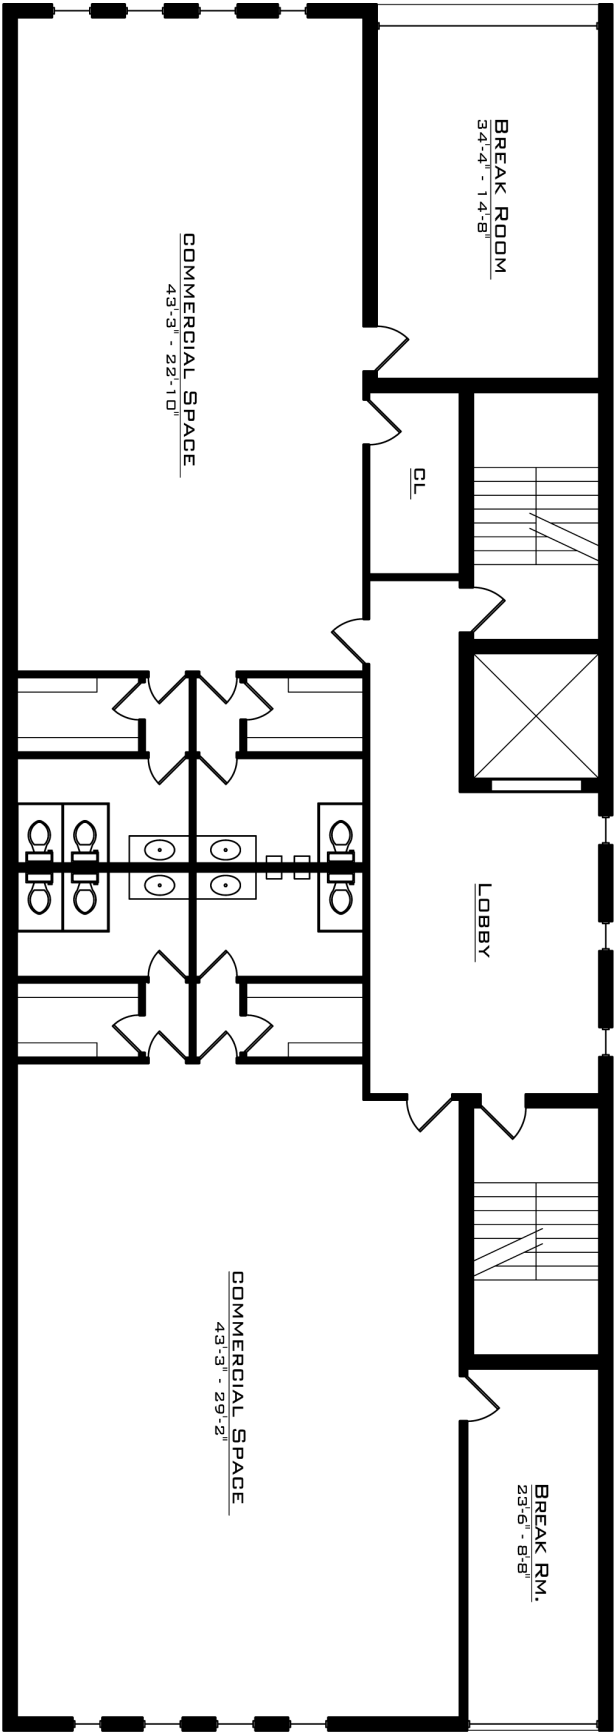 BREAK ROOM
34'-4" - 14'-8"
COMMERCIAL SPACE
43'-3" - 22'-10"
CL
LOBBY
COMMERCIAL SPACE
43'-3" - 29'-2"
BREAK RM.
23'-6" - 8'-8"